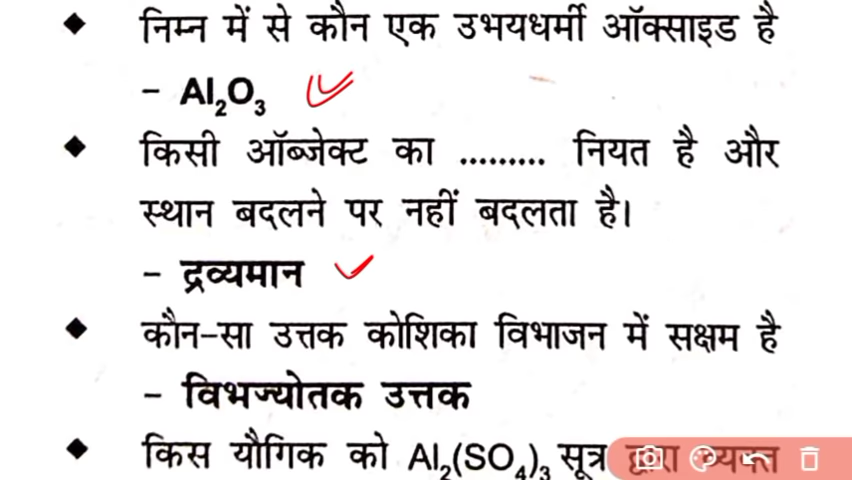 ◆ निम्न में से कौन एक उभयधर्मी ऑक्साइड है
– Al₂O₃
◆ किसी ऑब्जेक्ट का ......... नियत है और
स्थान बदलने पर नहीं बदलता है।
– द्रव्यमान
◆ कौन-सा उत्तक कोशिका विभाजन में सक्षम है
– विभज्योतक उत्तक
◆ किस यौगिक को Al₂(SO₄)₃ सूत्र द्वारा व्यक्त